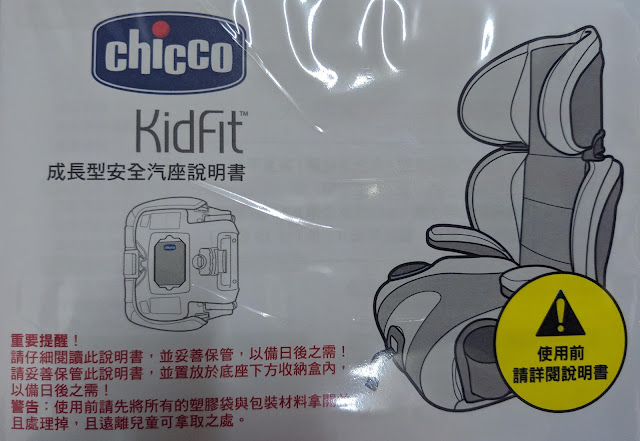 chicco
KidFit™
成長型安全汽座說明書
chicco
重要提醒！
請仔細閱讀此說明書，並妥善保管，以備日後之需！
請妥善保管此說明書，並置放於底座下方收納盒內，
以備日後之需！
警告：使用前請先將所有的塑膠袋與包裝材料拿開並
且處理掉，且遠離兒童可拿取之處。
使用前
請詳閱說明書